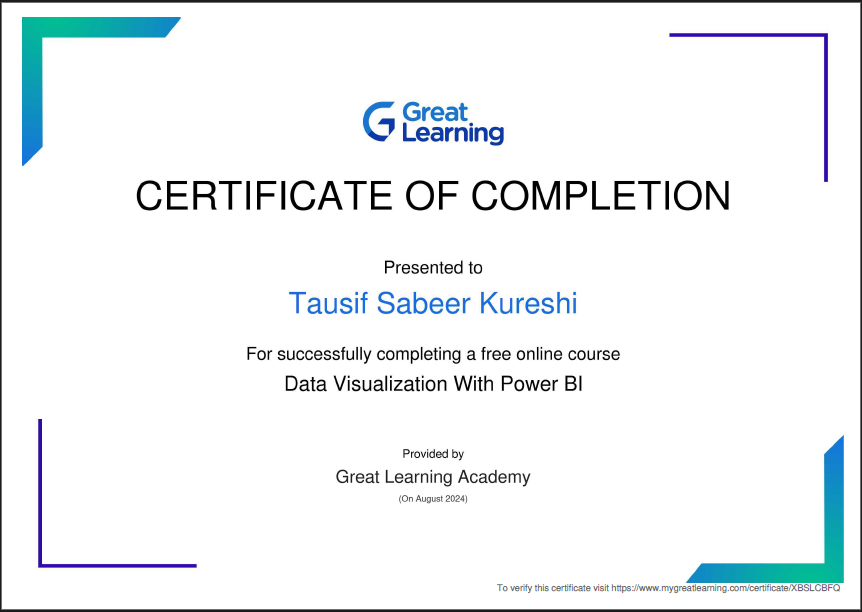 Great
Learning
CERTIFICATE OF COMPLETION
Presented to
Tausif Sabeer Kureshi
For successfully completing a free online course
Data Visualization With Power BI
Provided by
Great Learning Academy
(On August 2024)
To verify this certificate visit https://www.mygreatlearning.com/certificate/XBSLCBFQ